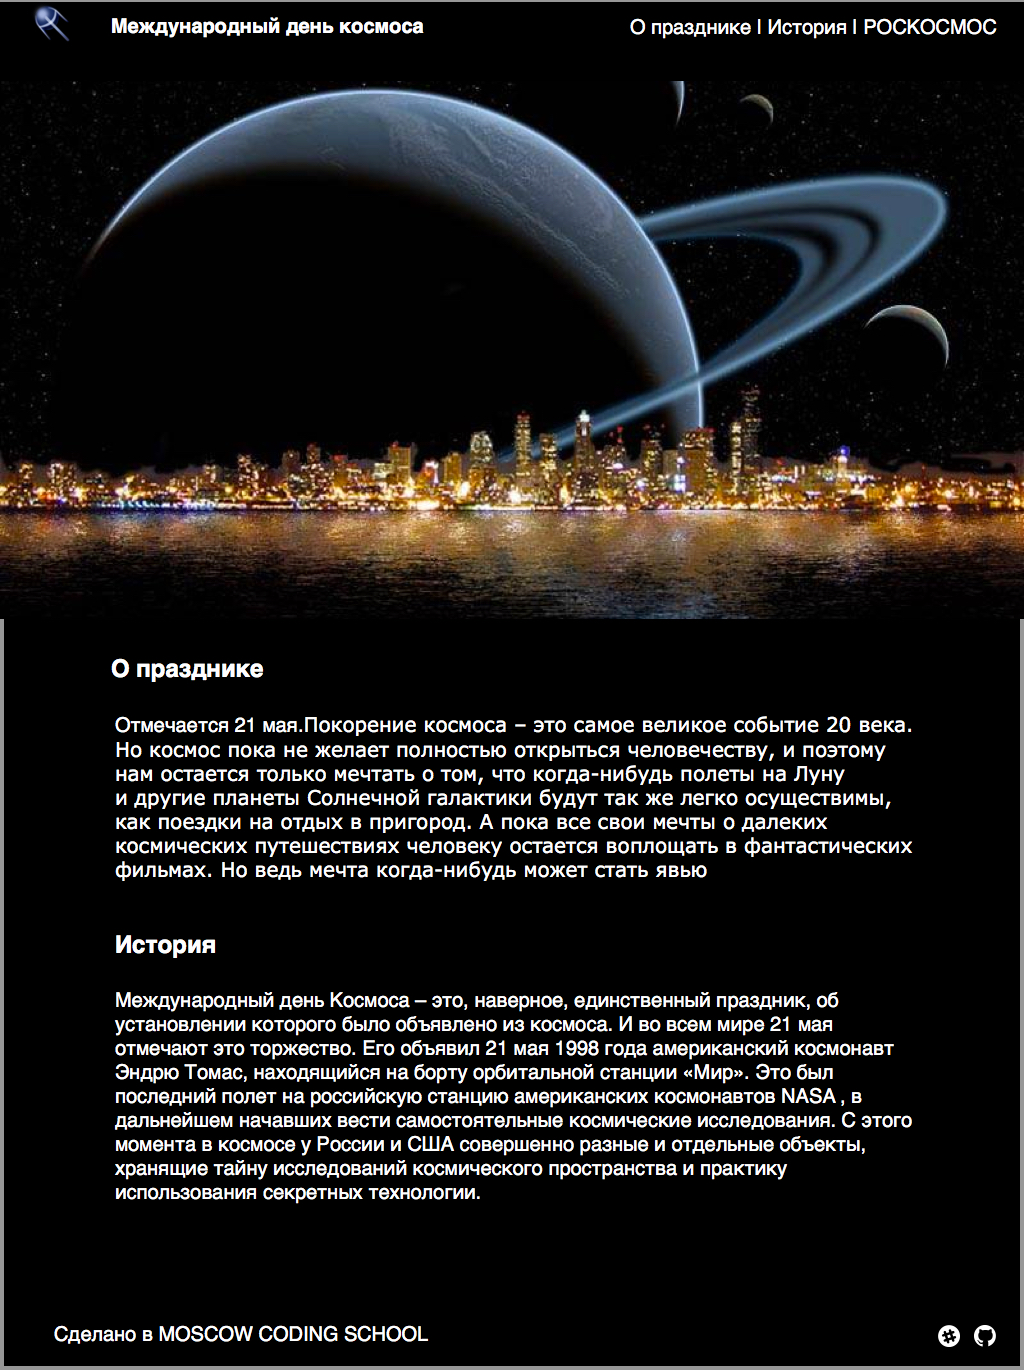 Международный день космоса
О празднике | История | РОСКОСМОС
О празднике
Отмечается 21 мая.Покорение космоса – это самое великое событие 20 века.
Но космос пока не желает полностью открыться человечеству, и поэтому
нам остается только мечтать о том, что когда-нибудь полеты на Луну
и другие планеты Солнечной галактики будут так же легко осуществимы,
как поездки на отдых в пригород. А пока все свои мечты о далеких
космических путешествиях человеку остается воплощать в фантастических
фильмах. Но ведь мечта когда-нибудь может стать явью
История
Международный день Космоса – это, наверное, единственный праздник, об
установлении которого было объявлено из космоса. И во всем мире 21 мая
отмечают это торжество. Его объявил 21 мая 1998 года американский космонавт
Эндрю Томас, находящийся на борту орбитальной станции «Мир». Это был
последний полет на российскую станцию американских космонавтов NASA , в
дальнейшем начавших вести самостоятельные космические исследования. С этого
момента в космосе у России и США совершенно разные и отдельные объекты,
хранящие тайну исследований космического пространства и практику
использования секретных технологии.
Сделано в MOSCOW CODING SCHOOL